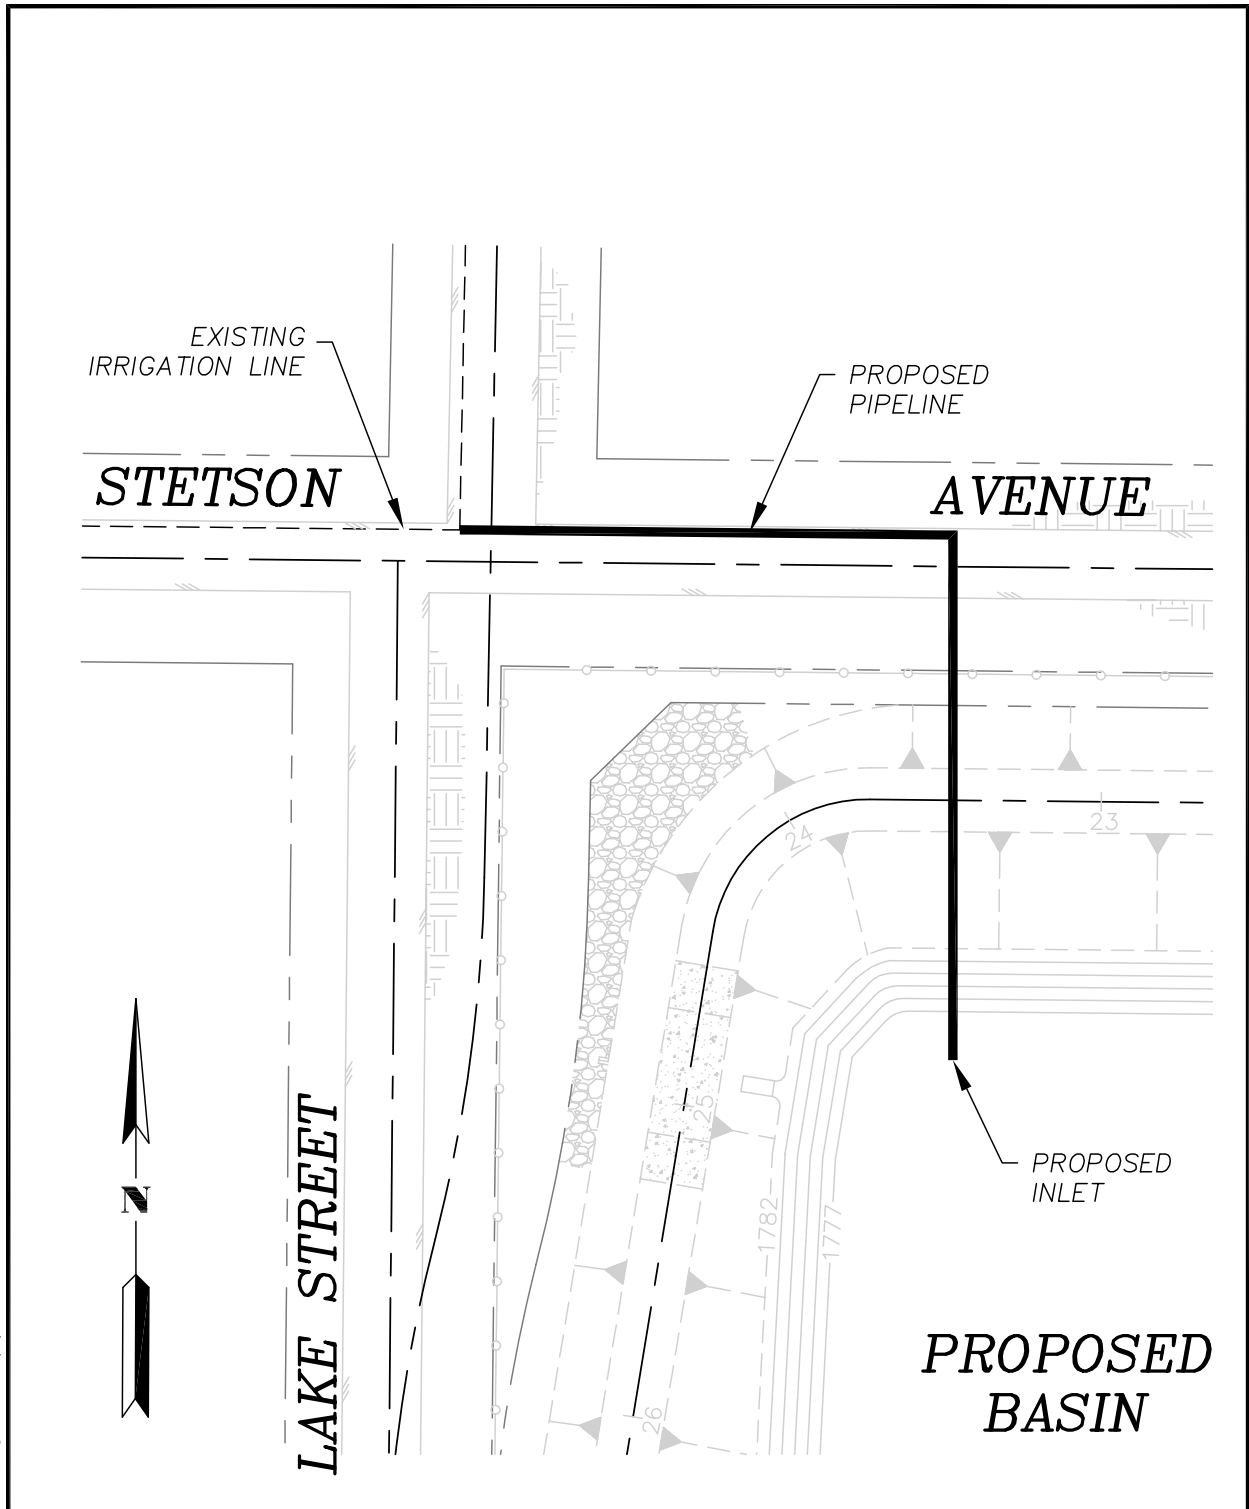 EXISTING
IRRIGATION LINE
PROPOSED
PIPELINE
STETSON
AVENUE
23
24
25
N
LAKE STREET
PROPOSED
INLET
1782
1777
PROPOSED
BASIN
26